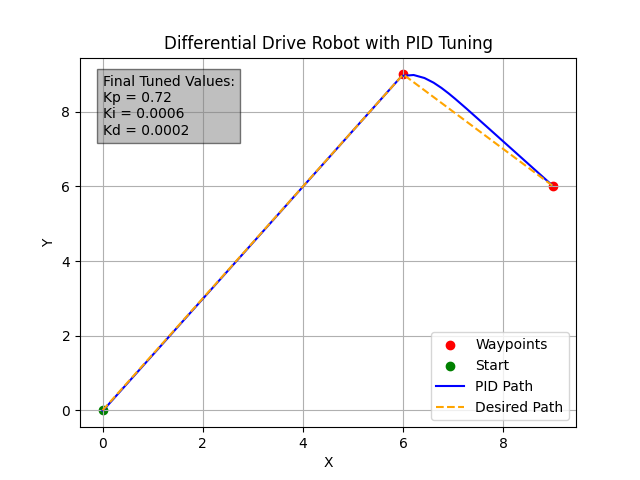 Differential Drive Robot with PID Tuning
Final Tuned Values:
Kp = 0.72
Ki = 0.0006
Kd = 0.0002
8
6
4
2
0
Y
0 2 4 6 8
X
Waypoints
Start
PID Path
Desired Path